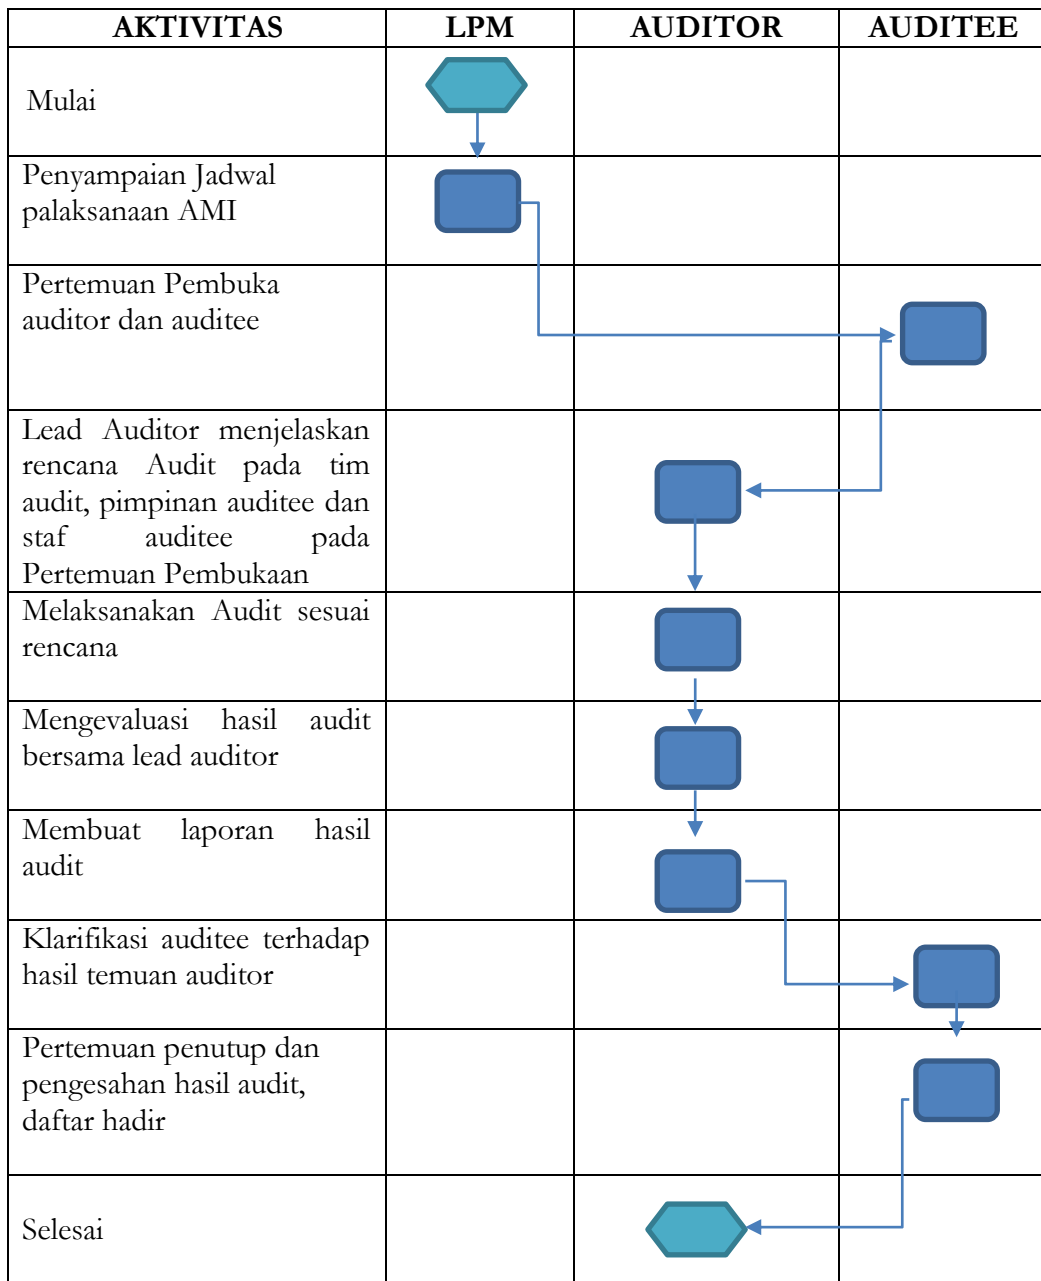 AKTIVITAS LPM AUDITOR AUDITEE
Mulai
Penyampaian Jadwal
palaksanaan AMI
Pertemuan Pembuka
auditor dan auditee
Lead Auditor menjelaskan
rencana Audit pada tim
audit, pimpinan auditee dan
staf auditee pada
Pertemuan Pembukaan
Melaksanakan Audit sesuai
rencana
Mengevaluasi hasil audit
bersama lead auditor
Membuat laporan hasil
audit
Klarifikasi auditee terhadap
hasil temuan auditor
Pertemuan penutup dan
pengesahan hasil audit,
daftar hadir
Selesai